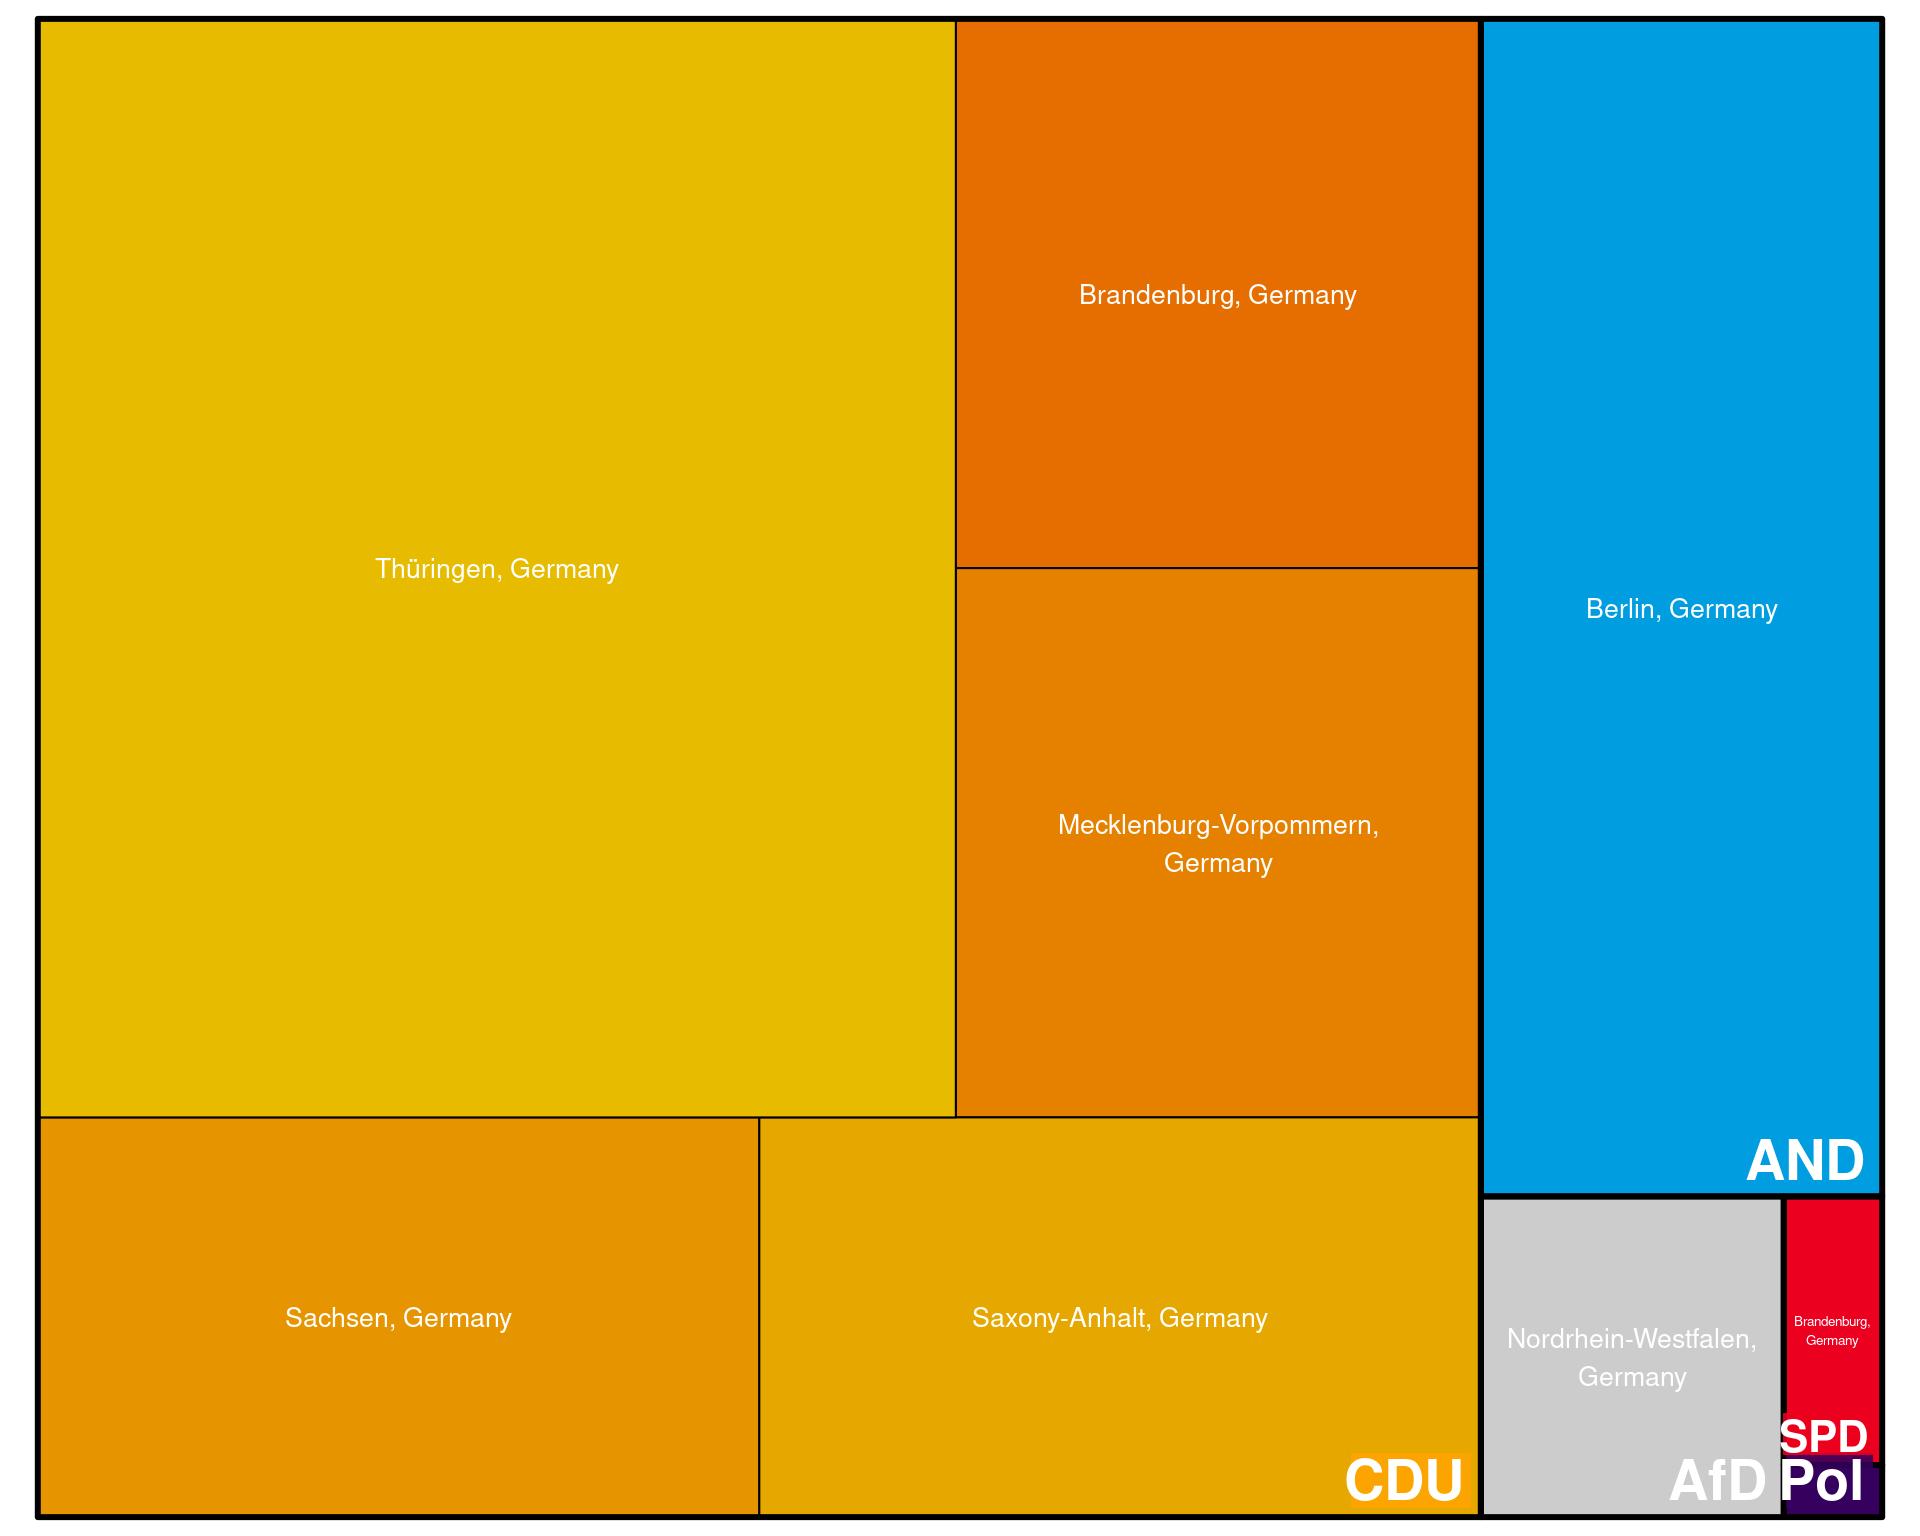 Thüringen, Germany
Brandenburg, Germany
Mecklenburg-Vorpommern,
Germany
Sachsen, Germany
Saxony-Anhalt, Germany
CDU
Berlin, Germany
AND
Nordrhein-Westfalen,
Germany
AfD
Brandenburg,
Germany
SPD
Pol